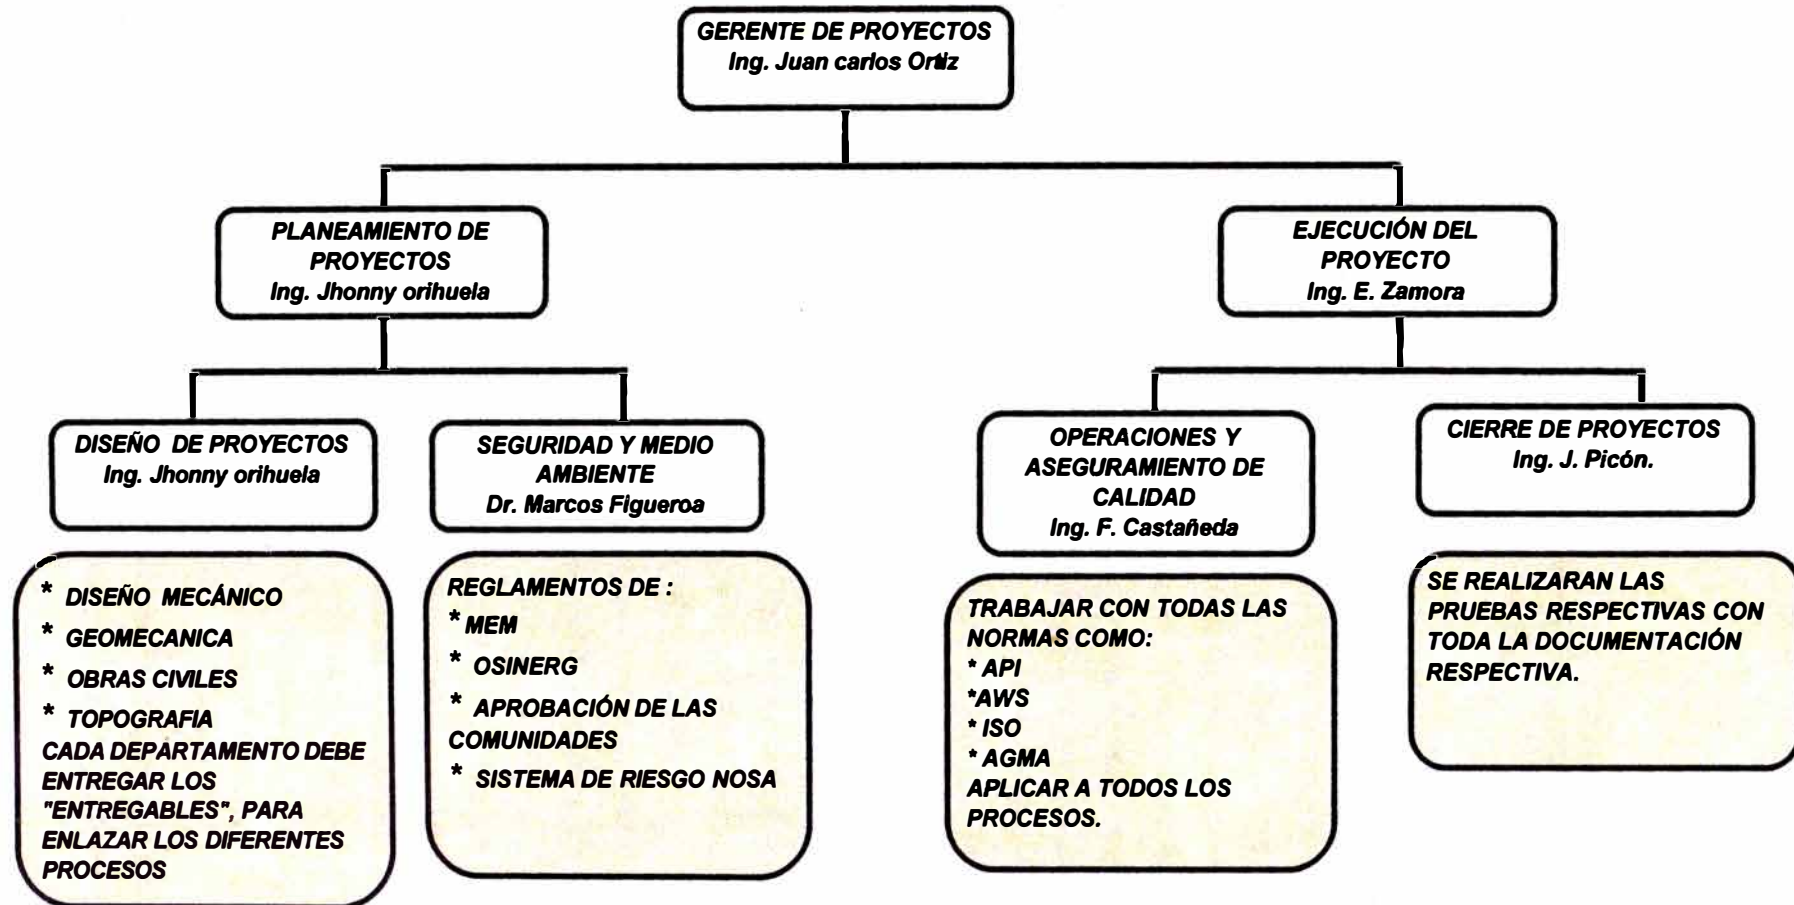 GERENTE DE PROYECTOS
Ing. Juan carlos Ortiz
PLANEAMIENTO DE
PROYECTOS
Ing. Jhonny orihuela
EJECUCIÓN DEL
PROYECTO
Ing. E. Zamora
DISEÑO DE PROYECTOS
Ing. Jhonny orihuela
SEGURIDAD Y MEDIO
AMBIENTE
Dr. Marcos Figueroa
OPERACIONES Y
ASEGURAMIENTO DE
CALIDAD
Ing. F. Castañeda
CIERRE DE PROYECTOS
Ing. J. Picón.
* DISEÑO MECÁNICO
* GEOMECANICA
* OBRAS CIVILES
* TOPOGRAFIA
CADA DEPARTAMENTO DEBE
ENTREGAR LOS
"ENTREGABLES", PARA
ENLAZAR LOS DIFERENTES
PROCESOS
REGLAMENTOS DE :
* MEM
* OSINERG
* APROBACIÓN DE LAS
COMUNIDADES
* SISTEMA DE RIESGO NOSA
TRABAJAR CON TODAS LAS
NORMAS COMO:
* API
*AWS
* ISO
* AGMA
APLICAR A TODOS LOS
PROCESOS.
SE REALIZARAN LAS
PRUEBAS RESPECTIVAS CON
TODA LA DOCUMENTACIÓN
RESPECTIVA.